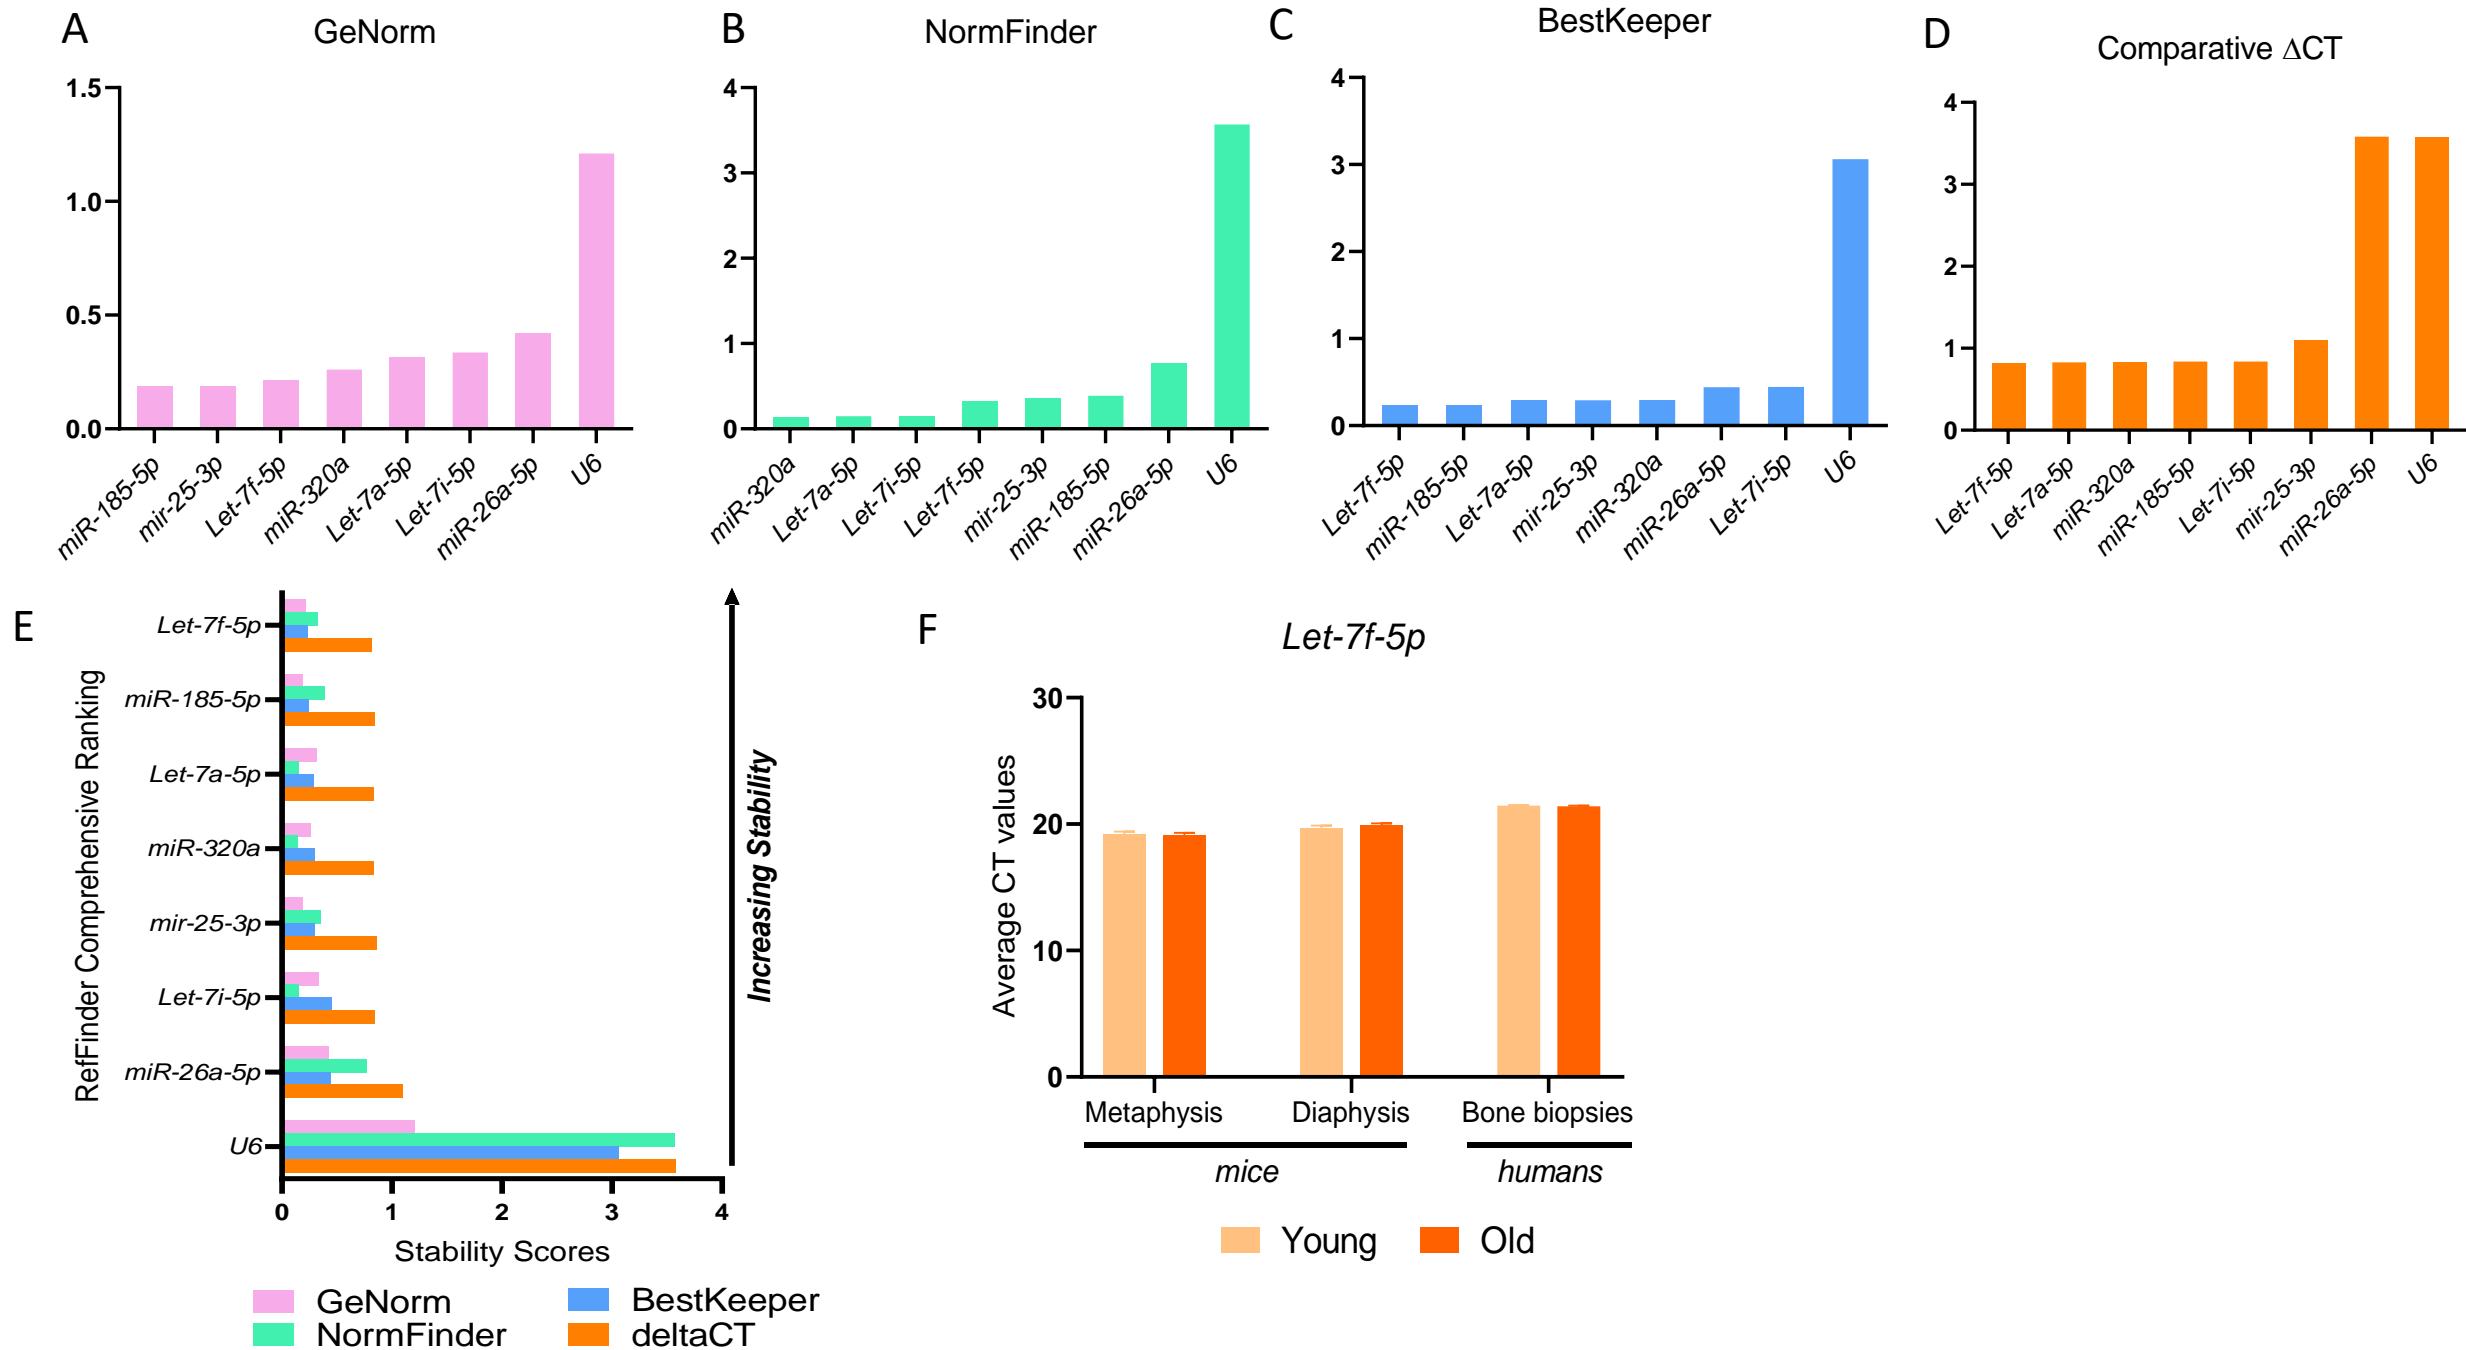 A
GeNorm
1.5
1.0
0.5
0.0
miR-185-5p
mir-25-3p
Let-7f-5p
miR-320a
Let-7a-5p
Let-7i-5p
miR-26a-5p
U6
B
NormFinder
4
3
2
1
0
miR-320a
Let-7a-5p
Let-7i-5p
Let-7f-5p
mir-25-3p
miR-185-5p
miR-26a-5p
U6
C
BestKeeper
4
3
2
1
0
Let-7f-5p
miR-185-5p
Let-7a-5p
mir-25-3p
miR-320a
miR-26a-5p
Let-7i-5p
U6
D
Comparative ΔCT
4
3
2
1
0
Let-7f-5p
Let-7a-5p
miR-320a
miR-185-5p
Let-7i-5p
mir-25-3p
miR-26a-5p
U6
E
RefFinder Comprehensive Ranking
Let-7f-5p
miR-185-5p
Let-7a-5p
miR-320a
mir-25-3p
Let-7i-5p
miR-26a-5p
U6
0 1 2 3 4
Stability Scores
Increasing Stability
GeNorm
NormFinder
BestKeeper
deltaCT
F
Let-7f-5p
Average CT values
30
20
10
0
Metaphysis Diaphysis Bone biopsies
mice humans
Young Old